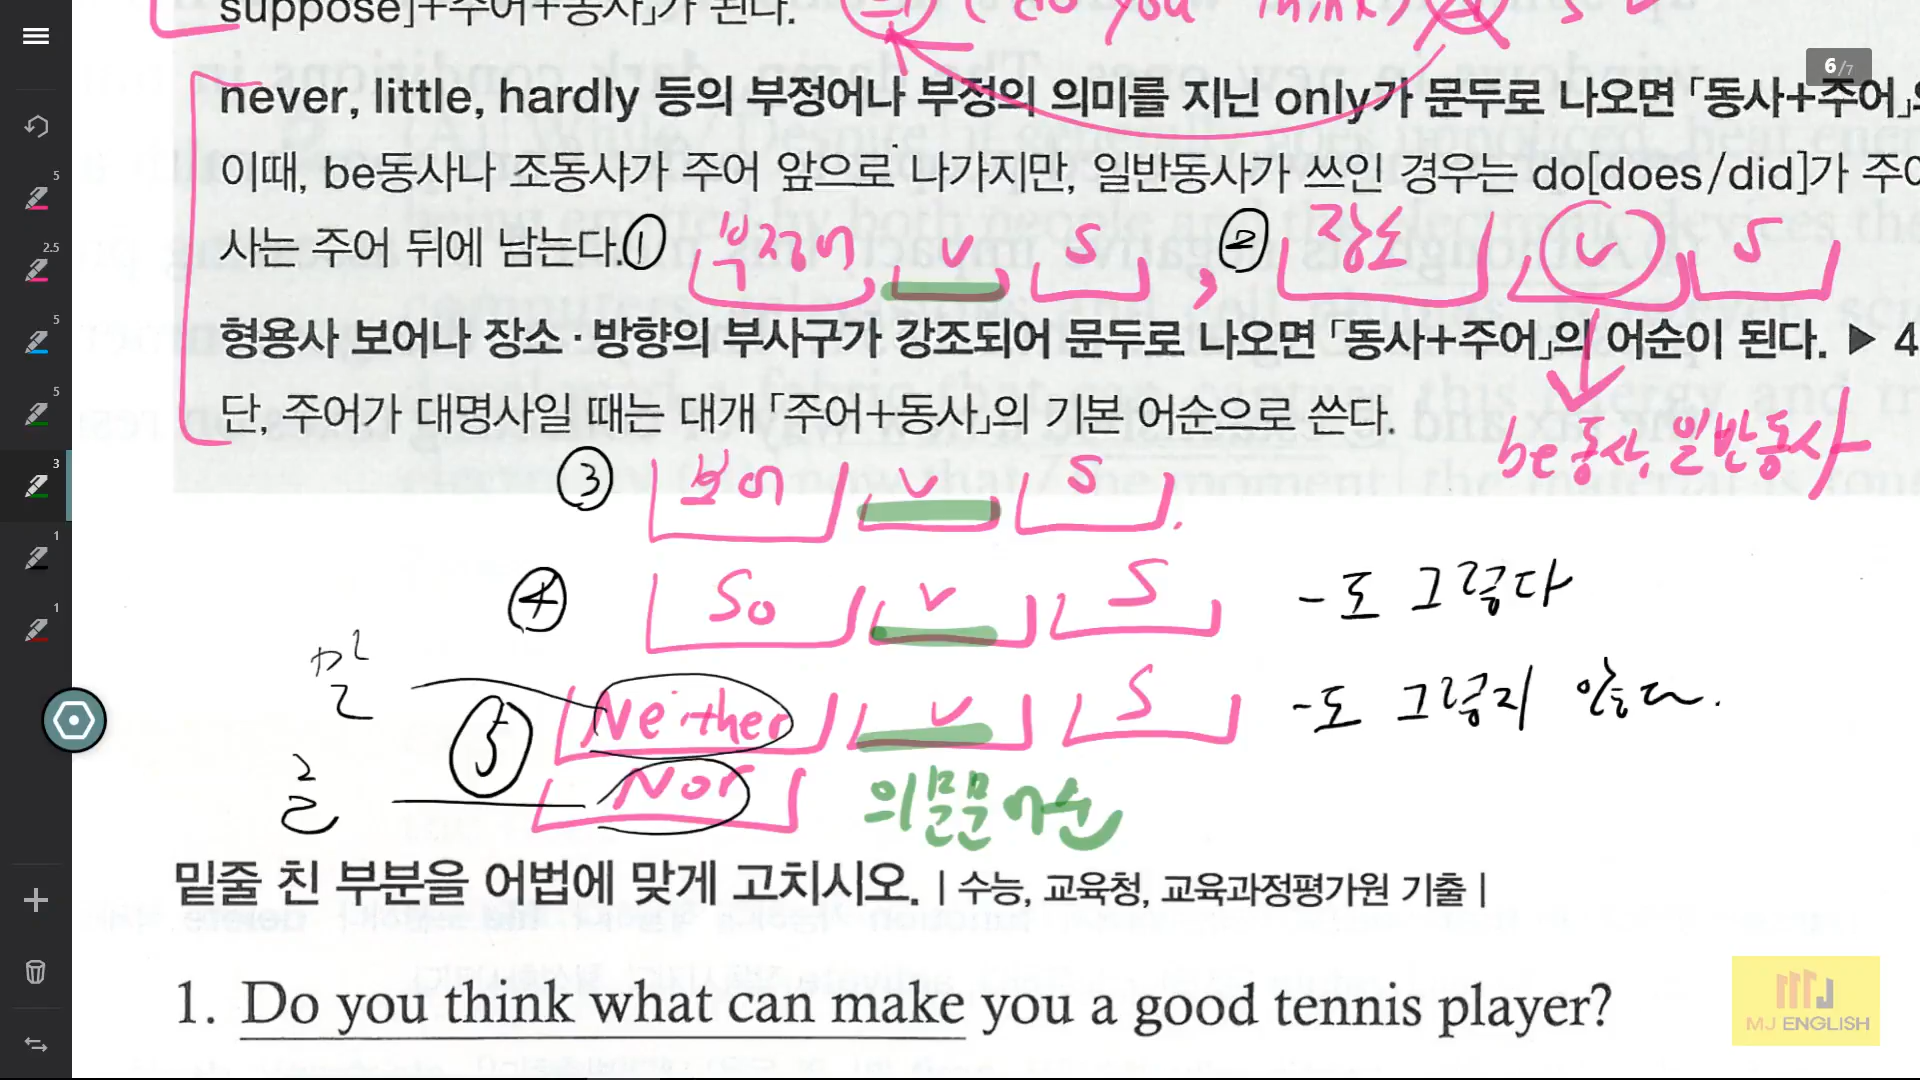 suppose]+주어+동사」가 된다.
(do you think) S V
6/7
never, little, hardly 등의 부정어나 부정의 의미를 지닌 only가 문두로 나오면 「동사+주어」의
이때, be동사나 조동사가 주어 앞으로 나가지만, 일반동사가 쓰인 경우는 do[does/did]가 주어
사는 주어 뒤에 남는다.
① 부정어 V S , ② 장소 V S
형용사 보어나 장소·방향의 부사구가 강조되어 문두로 나오면 「동사+주어」의 어순이 된다. ▶ 4
단, 주어가 대명사일 때는 대개 「주어+동사」의 기본 어순으로 쓴다.
be동사, 일반동사
③ 보어 V S .
④ So V S -도 그렇다
⑤ Neither V S -도 그렇지 않다.
Nor 의문문 어순
밑줄 친 부분을 어법에 맞게 고치시오. | 수능, 교육청, 교육과정평가원 기출 |
1. Do you think what can make you a good tennis player?
MJ ENGLISH
5
2.5
5
5
3
1
1